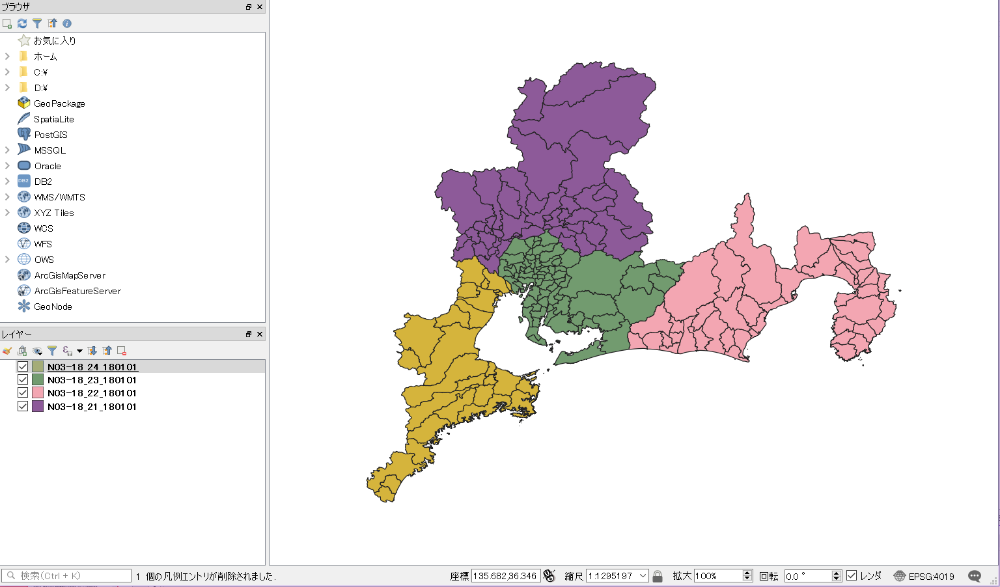 ブラウザ
お気に入り
ホーム
C:¥
D:¥
GeoPackage
SpatiaLite
PostGIS
MSSQL
Oracle
DB2 DB2
WMS/WMTS
XYZ Tiles
WCS
WFS
OWS
ArcGisMapServer
ArcGisFeatureServer
GeoNode
レイヤー
N03-18_24_180101
N03-18_23_180101
N03-18_22_180101
N03-18_21_180101
検索(Ctrl + K) 1 個の凡例エントリが削除されました. 座標 135.682,36.346 縮尺 1:1295197 拡大 100% 回転 0.0 ° レンダ EPSG:4019